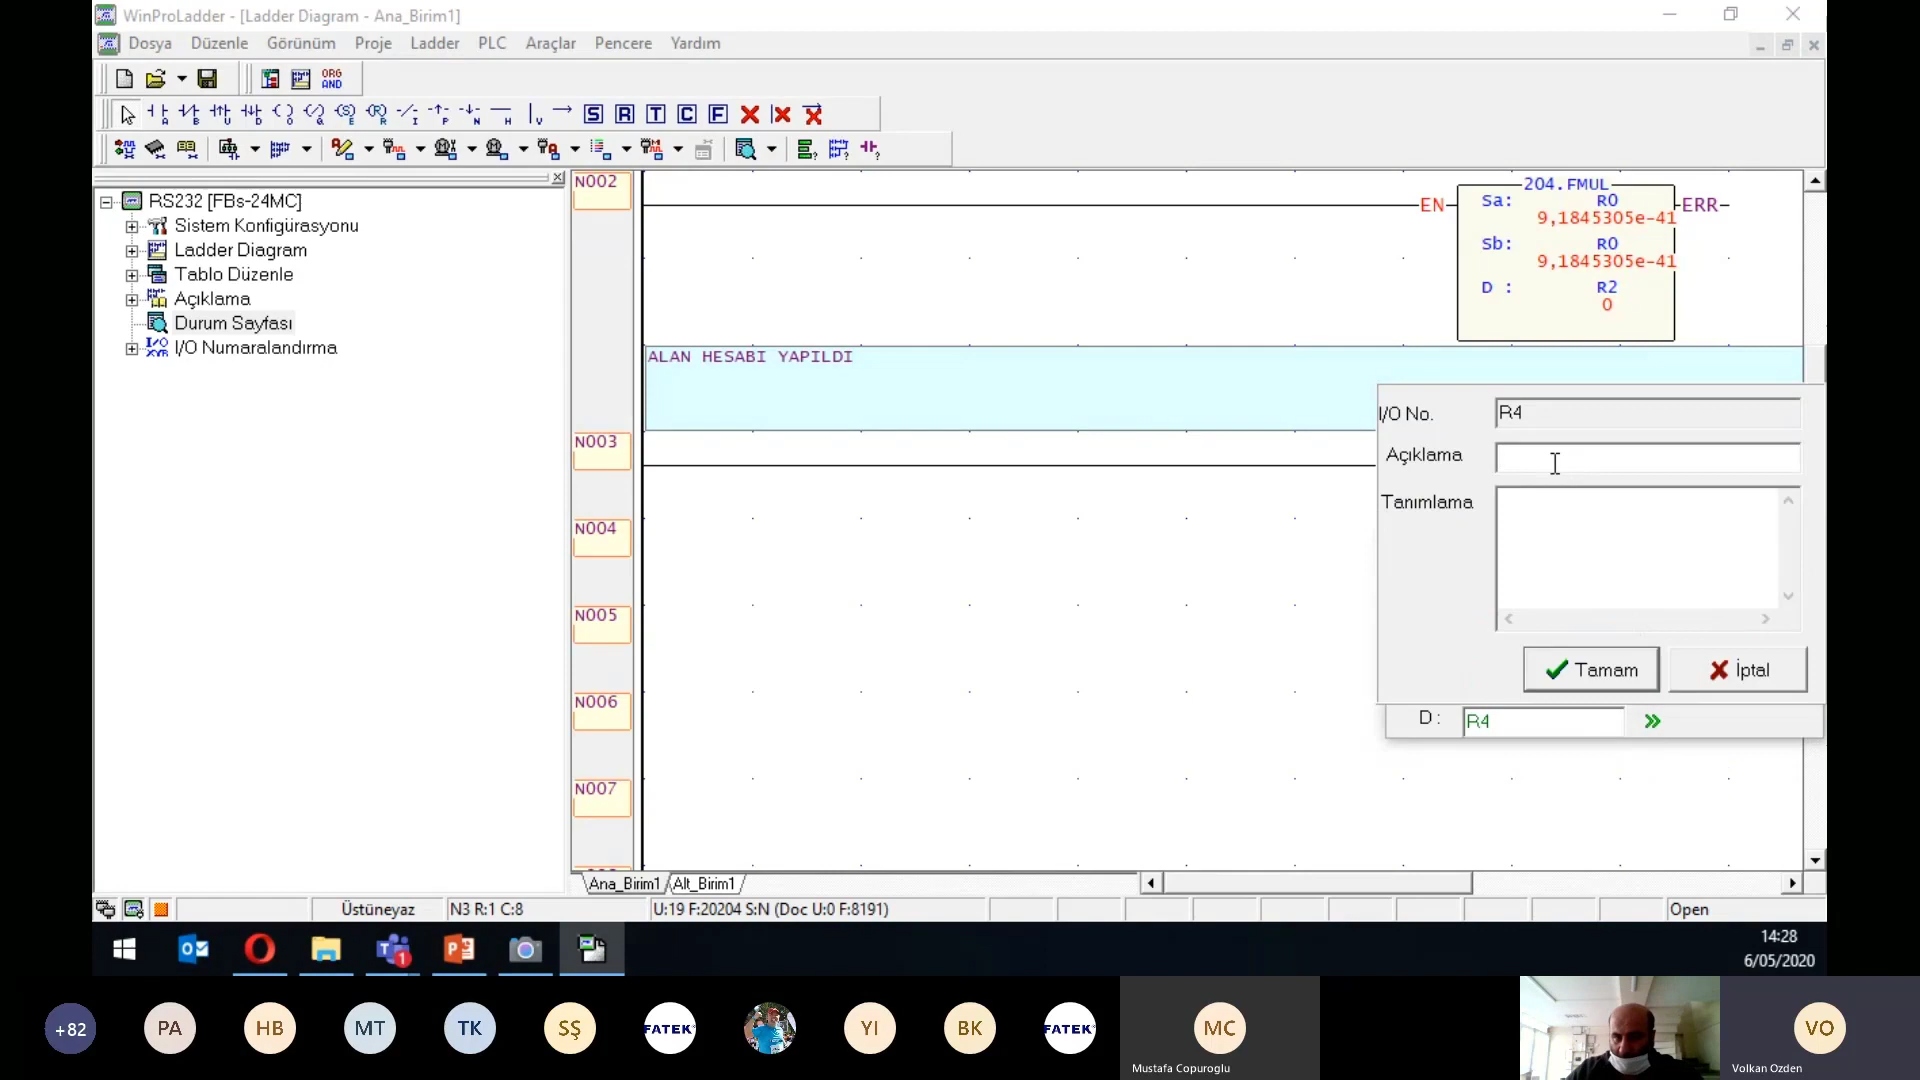 WinProLadder - [Ladder Diagram - Ana_Birim1]
Dosya Düzenle Görünüm Proje Ladder PLC Araçlar Pencere Yardım
ORG
AND
A B U D O Q E R I P N H V S R T C F
RS232 [FBs-24MC]
Sistem Konfigürasyonu
Ladder Diagram
Tablo Düzenle
Açıklama
Durum Sayfası
I/O Numaralandırma
N002
204.FMUL
EN
Sa: R0
ERR
9,1845305e-41
Sb: R0
9,1845305e-41
D : R2
0
ALAN HESABI YAPILDI
N003
N004
N005
N006
N007
I/O No. R4
Açıklama
Tanımlama
Tamam İptal
D : R4
Ana_Birim1 Alt_Birim1
Üstüneyaz N3 R:1 C:8 U:19 F:20204 S:N (Doc U:0 F:8191) Open
14:28
6/05/2020
+82 PA HB MT TK SŞ FATEK YI BK FATEK MC VO
Mustafa Copuroglu Volkan Ozden